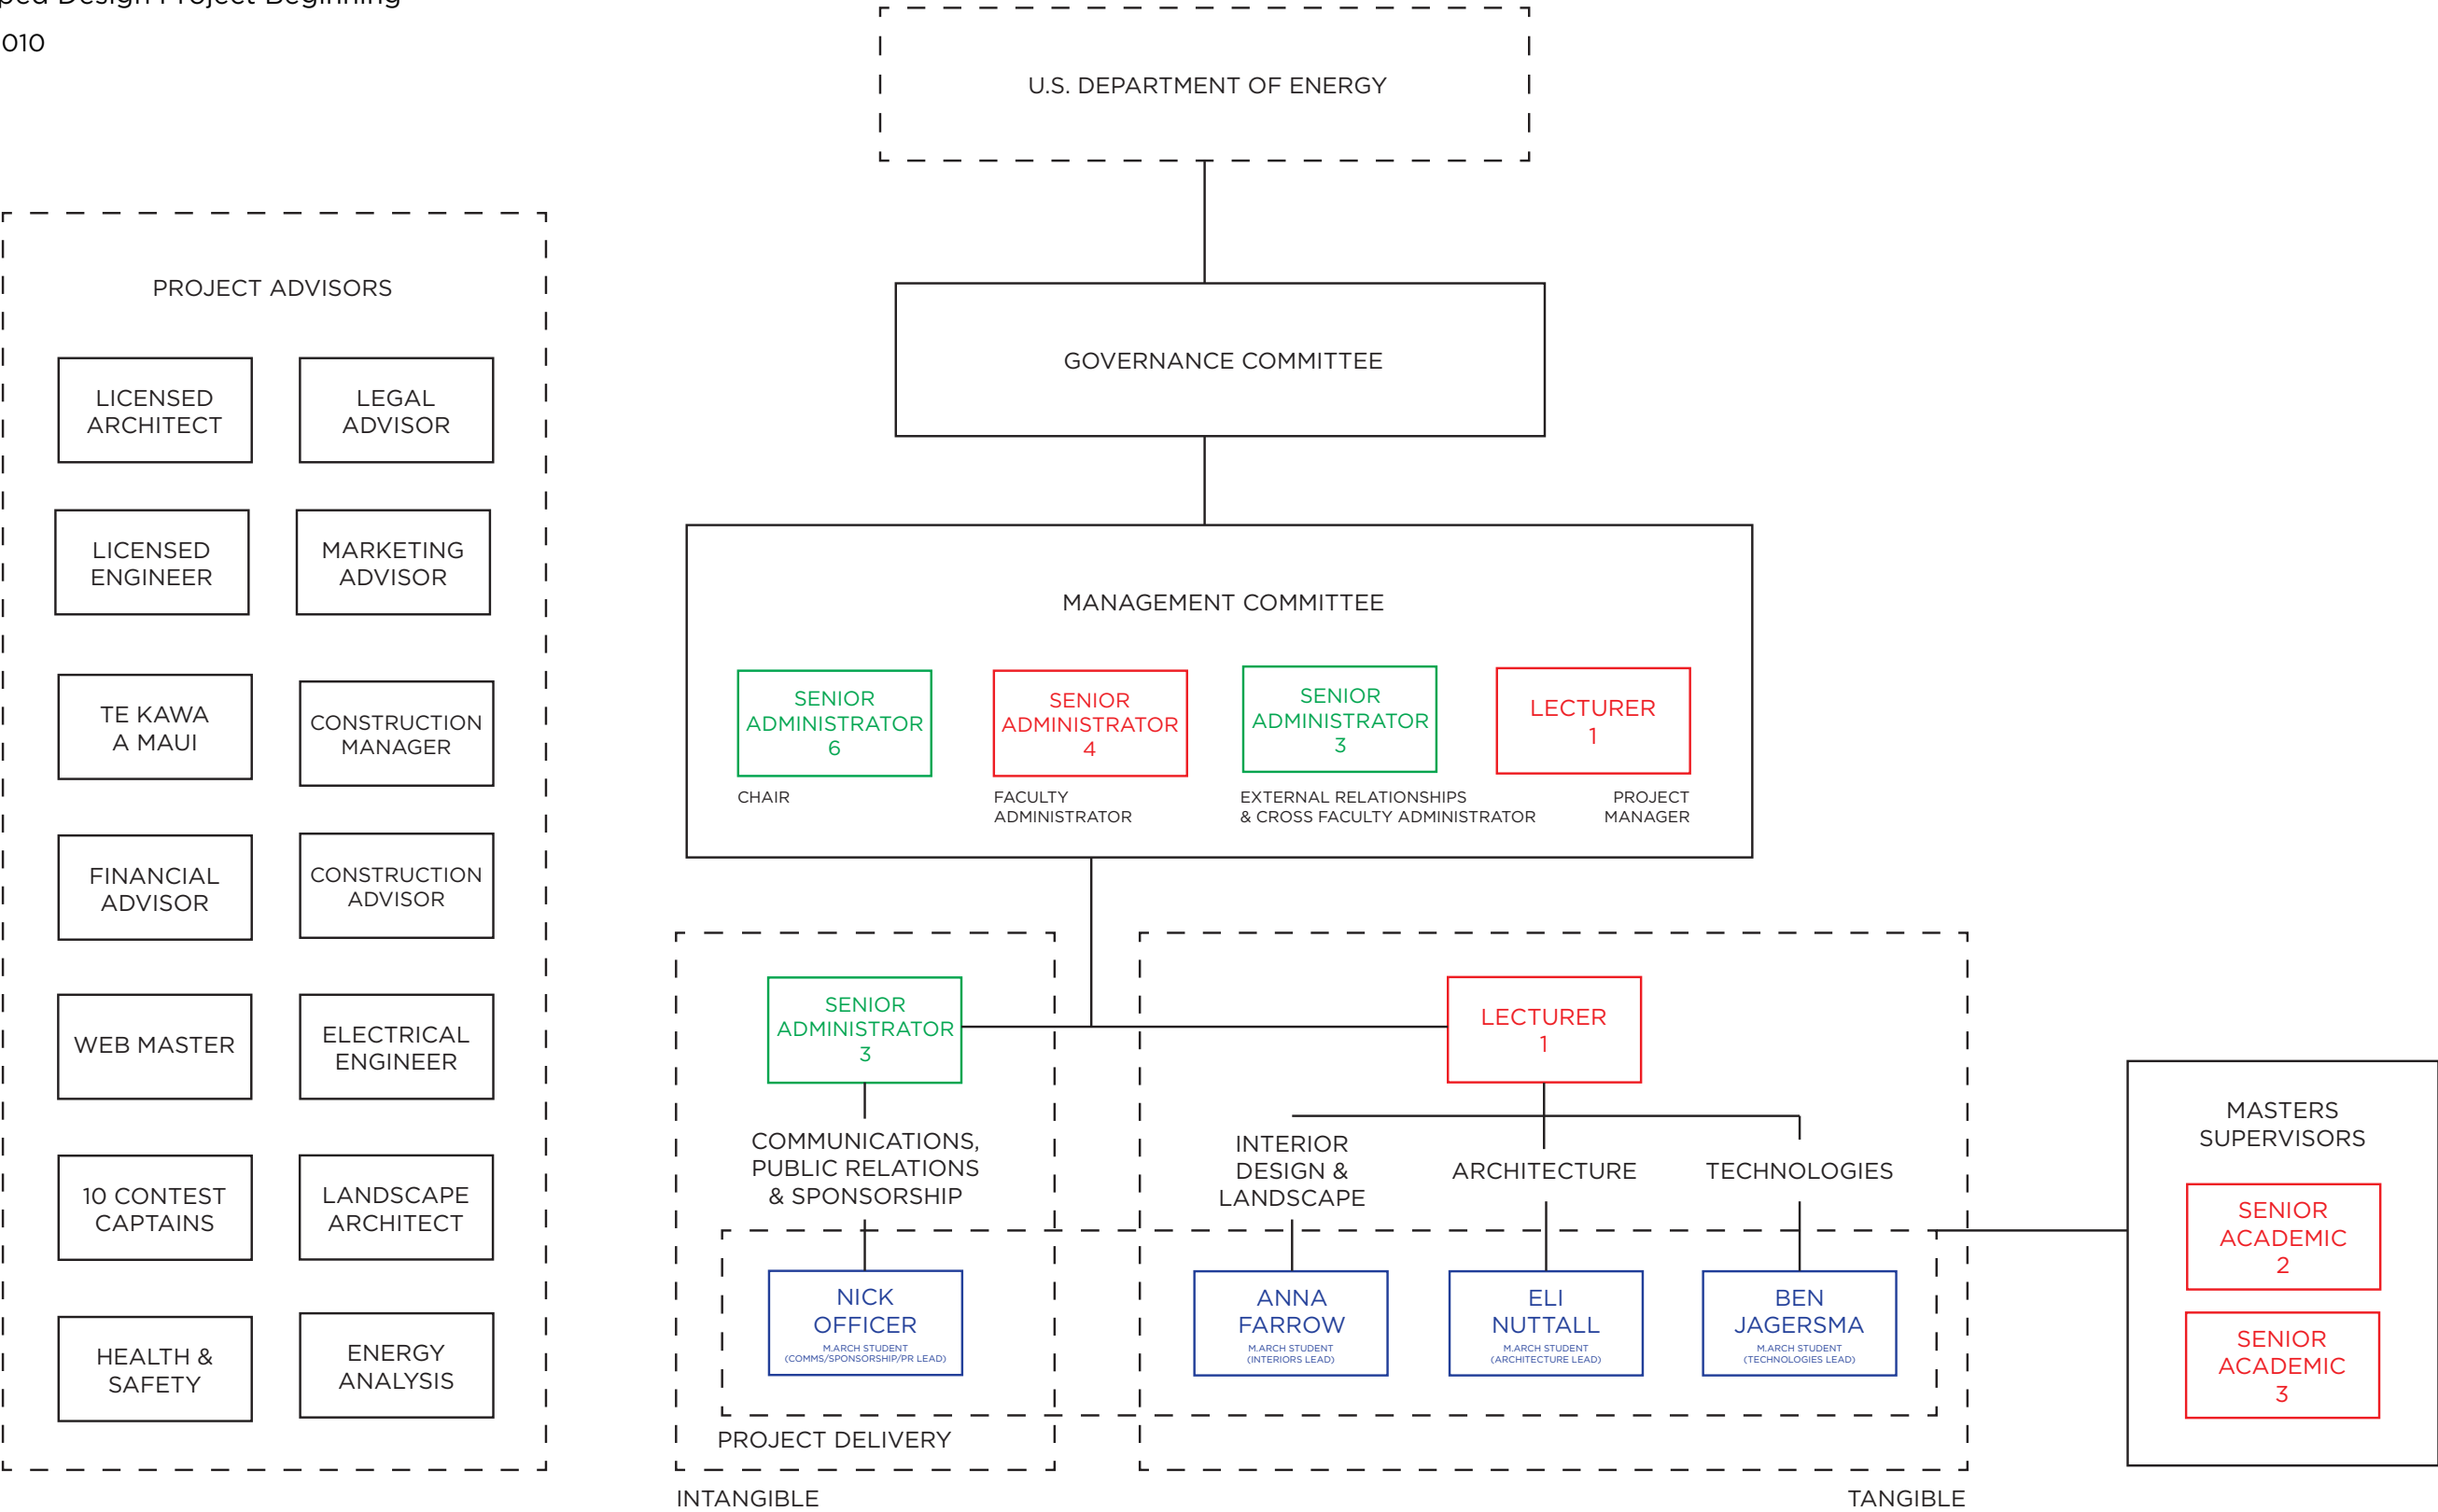 Design Project Beginning
010
U.S. DEPARTMENT OF ENERGY
PROJECT ADVISORS
LICENSED
ARCHITECT
LEGAL
ADVISOR
LICENSED
ENGINEER
MARKETING
ADVISOR
TE KAWA
A MAUI
CONSTRUCTION
MANAGER
FINANCIAL
ADVISOR
CONSTRUCTION
ADVISOR
WEB MASTER
ELECTRICAL
ENGINEER
10 CONTEST
CAPTAINS
LANDSCAPE
ARCHITECT
HEALTH &
SAFETY
ENERGY
ANALYSIS
GOVERNANCE COMMITTEE
MANAGEMENT COMMITTEE
SENIOR
ADMINISTRATOR
6
CHAIR
SENIOR
ADMINISTRATOR
4
FACULTY
ADMINISTRATOR
SENIOR
ADMINISTRATOR
3
EXTERNAL RELATIONSHIPS
& CROSS FACULTY ADMINISTRATOR
LECTURER
1
PROJECT
MANAGER
SENIOR
ADMINISTRATOR
3
LECTURER
1
COMMUNICATIONS,
PUBLIC RELATIONS
& SPONSORSHIP
INTERIOR
DESIGN &
LANDSCAPE
ARCHITECTURE
TECHNOLOGIES
NICK
OFFICER
M.ARCH STUDENT
(COMMS/SPONSORSHIP/PR LEAD)
ANNA
FARROW
M.ARCH STUDENT
(INTERIORS LEAD)
ELI
NUTTALL
M.ARCH STUDENT
(ARCHITECTURE LEAD)
BEN
JAGERSMA
M.ARCH STUDENT
(TECHNOLOGIES LEAD)
PROJECT DELIVERY
INTANGIBLE
TANGIBLE
MASTERS
SUPERVISORS
SENIOR
ACADEMIC
2
SENIOR
ACADEMIC
3